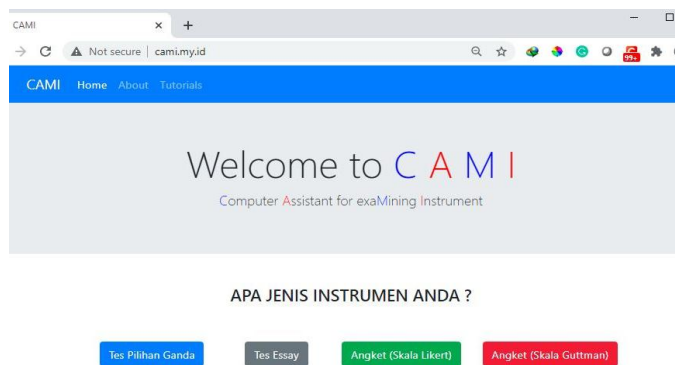 CAMI
Not secure | cami.my.id
99+
CAMI Home About Tutorials
Welcome to C A M I
Computer Assistant for exaMining Instrument
APA JENIS INSTRUMEN ANDA ?
Tes Pilihan Ganda Tes Essay Angket (Skala Likert) Angket (Skala Guttman)